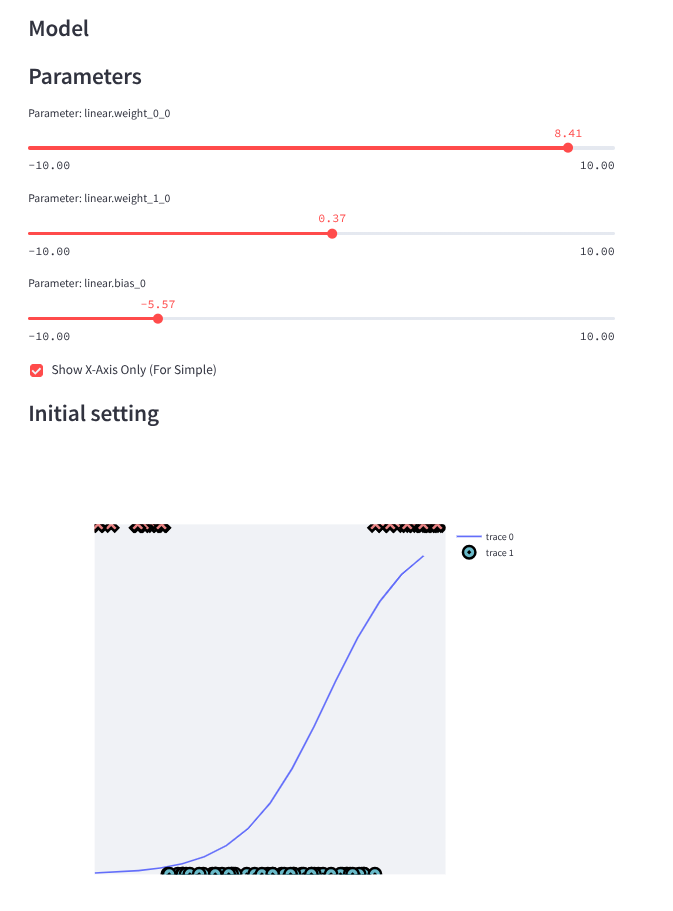 Model
Parameters
Parameter: linear.weight_0_0
8.41
-10.00 10.00
Parameter: linear.weight_1_0
0.37
-10.00 10.00
Parameter: linear.bias_0
-5.57
-10.00 10.00
Show X-Axis Only (For Simple)
Initial setting
trace 0
trace 1